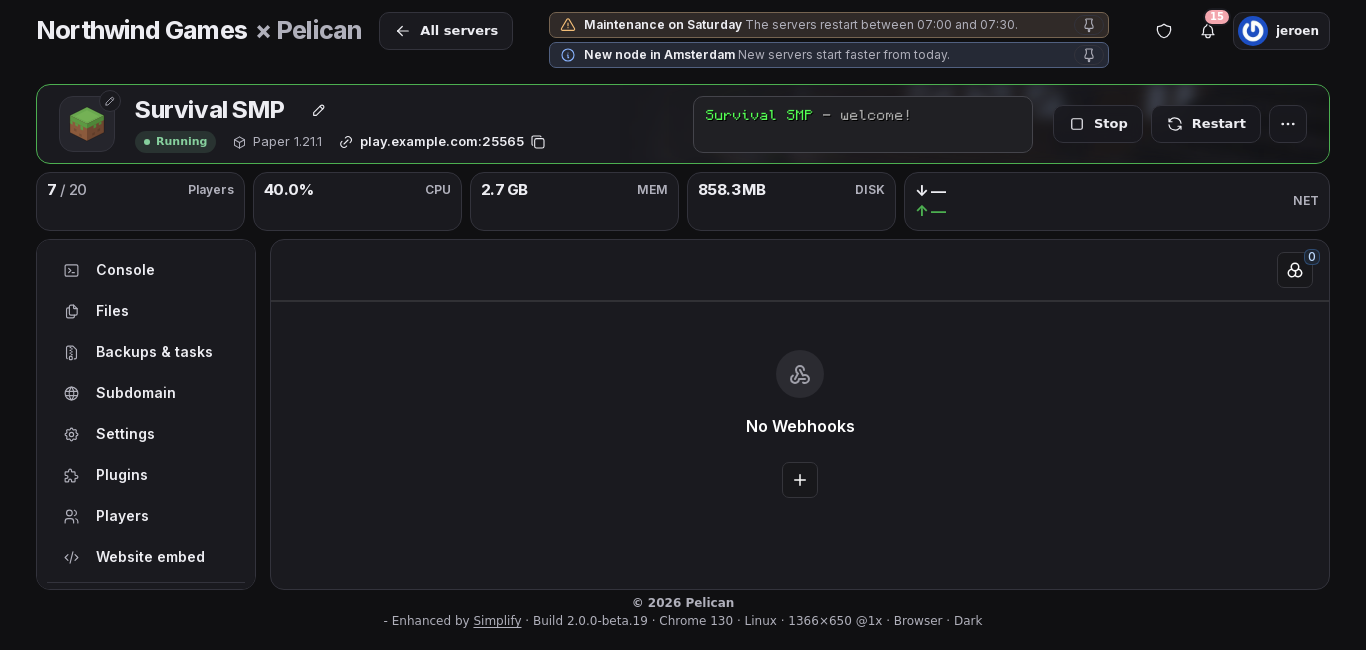 Northwind Games × Pelican
All servers
Maintenance on Saturday The servers restart between 07:00 and 07:30.
New node in Amsterdam New servers start faster from today.
15
jeroen
Survival SMP
Running
Paper 1.21.1
play.example.com:25565
Survival SMP - welcome!
Stop
Restart
7 / 20 Players
40.0% CPU
2.7 GB MEM
858.3 MB DISK
↓ —
↑ —
NET
Console
Files
Backups & tasks
Subdomain
Settings
Plugins
Players
Website embed
0
No Webhooks
© 2026 Pelican
- Enhanced by Simplify · Build 2.0.0-beta.19 · Chrome 130 · Linux · 1366×650 @1x · Browser · Dark